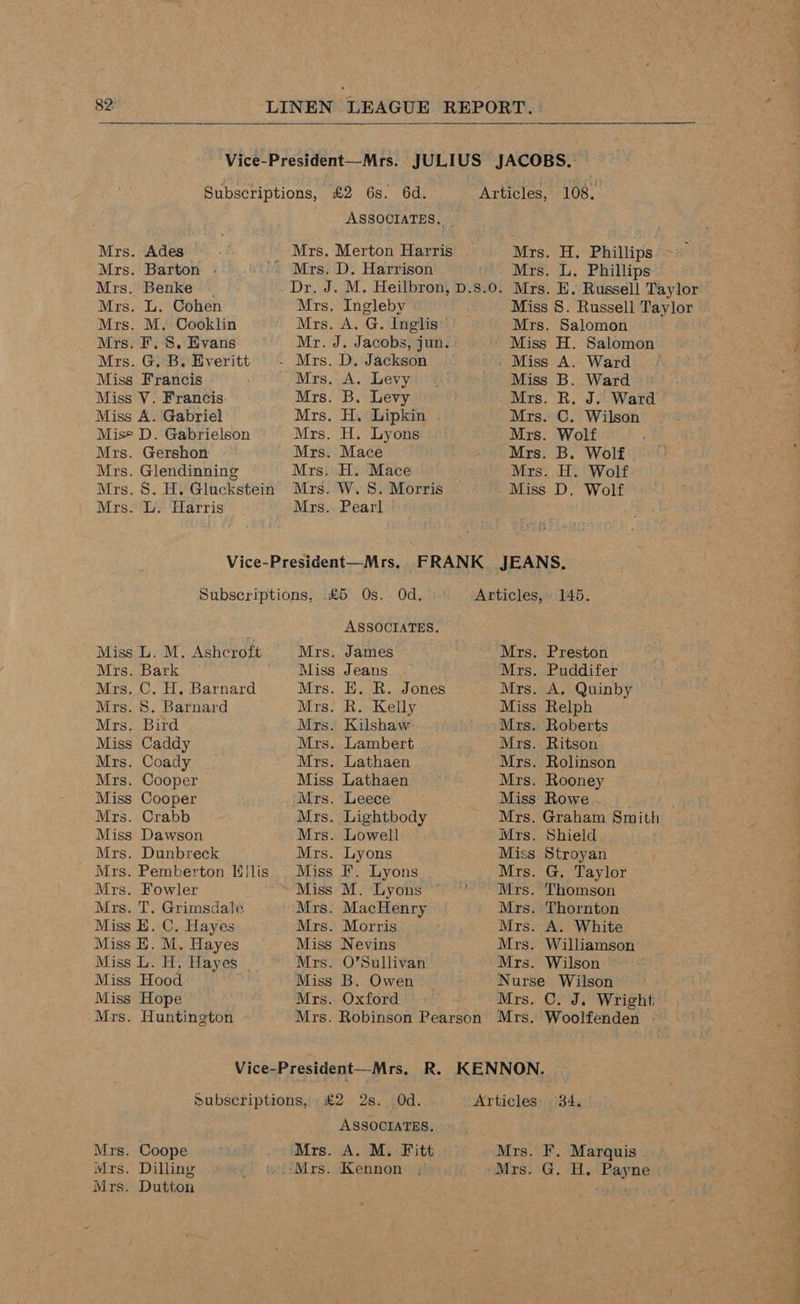 82 LINEN LEAGUE REPORT.
Vice-President—Mrs. JULIUS JACOBS.
Subscriptions, £2 6s. 6d. Articles, 108.
ASSOCIATES.
Mrs. Ades
Mrs. Barton
Mrs. Benke
Mrs. L. Cohen
Mrs. M. Cooklin
Mrs. F. S. Evans
Mrs. G. B. Everitt
Miss Francis
Miss V. Francis
Miss A. Gabriel
Miss D. Gabrielson
Mrs. Gershon
Mrs. Glendinning
Mrs. S. H. Gluckstein
Mrs. L. Harris
Mrs. Merton Harris
Mrs. D. Harrison
Dr. J. M. Heilbron, D.S.O.
Mrs. Ingleby
Mrs. A. G. Inglis
Mr. J. Jacobs, jun.
Mrs. D. Jackson
Mrs. A. Levy
Mrs. B. Levy
Mrs. H. Lipkin
Mrs. H. Lyons
Mrs. Mace
Mrs. H. Mace
Mrs. W. S. Morris
Mrs. Pearl
Mrs. H. Phillips
Mrs. L. Phillips
Mrs. E. Russell Taylor
Miss S. Russell Taylor
Mrs. Salomon
Miss H. Salomon
Miss A. Ward
Miss B. Ward
Mrs. R. J. Ward
Mrs. C. Wilson
Mrs. Wolf
Mrs. B. Wolf
Mrs. H. Wolf
Miss D. Wolf
Vice-President—Mrs. FRANK JEANS.
Subscriptions, £5 0s. 0d. Articles, 145.
ASSOCIATES.
Miss L. M. Ashcroft
Mrs. Bark
Mrs. C. H. Barnard
Mrs. S. Barnard
Mrs. Bird
Miss Caddy
Mrs. Coady
Mrs. Cooper
Miss Cooper
Mrs. Crabb
Miss Dawson
Mrs. Dunbreck
Mrs. Pemberton Ellis
Mrs. Fowler
Mrs. T. Grimsdale
Miss E. C. Hayes
Miss E. M. Hayes
Miss L. H. Hayes
Miss Hood
Miss Hope
Mrs. Huntington
Mrs. James
Miss Jeans
Mrs. E. R. Jones
Mrs. R. Kelly
Mrs. Kilshaw
Mrs. Lambert
Mrs. Lathaen
Miss Lathaen
Mrs. Leece
Mrs. Lightbody
Mrs. Lowell
Mrs. Lyons
Miss F. Lyons
Miss M. Lyons
Mrs. MacHenry
Mrs. Morris
Miss Nevins
Mrs. O'Sullivan
Miss B. Owen
Mrs. Oxford
Mrs. Robinson Pearson
Mrs. Preston
Mrs. Puddifer
Mrs. A. Quinby
Miss Relph
Mrs. Roberts
Mrs. Ritson
Mrs. Rolinson
Mrs. Rooney
Miss Rowe
Mrs. Graham Smith
Mrs. Shield
Miss Stroyan
Mrs. G. Taylor
Mrs. Thomson
Mrs. Thornton
Mrs. A. White
Mrs. Williamson
Mrs. Wilson
Nurse Wilson
Mrs. C. J. Wright
Mrs. Woolfenden
Vice-President—Mrs. R. KENNON.
Subscriptions, £2 2s. 0d. Articles 34.
ASSOCIATES.
Mrs. Coope
Mrs. Dilling
Mrs. Dutton
Mrs. A. M. Fitt
Mrs. Kennon
Mrs. F. Marquis
Mrs. G. H. Payne